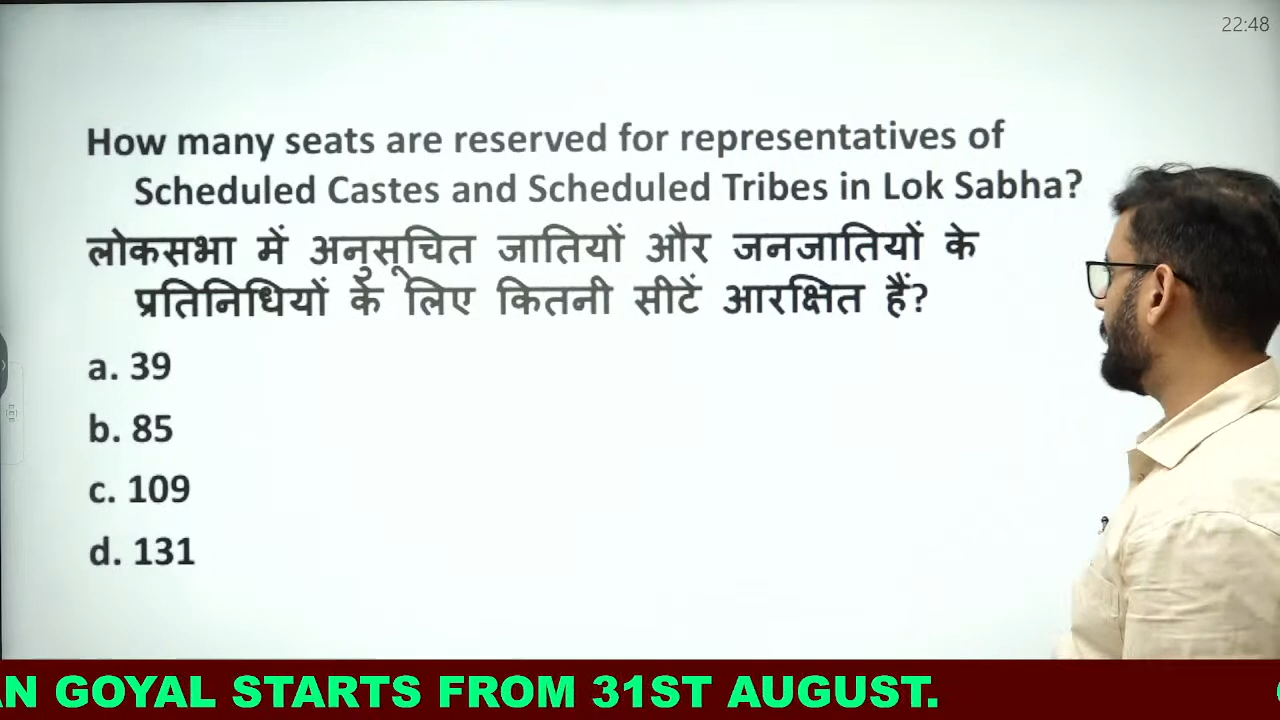 22:48
How many seats are reserved for representatives of
Scheduled Castes and Scheduled Tribes in Lok Sabha?
लोकसभा में अनुसूचित जातियों और जनजातियों के
प्रतिनिधियों के लिए कितनी सीटें आरक्षित हैं?
a. 39
b. 85
c. 109
d. 131
GOYAL STARTS FROM 31ST AUGUST.